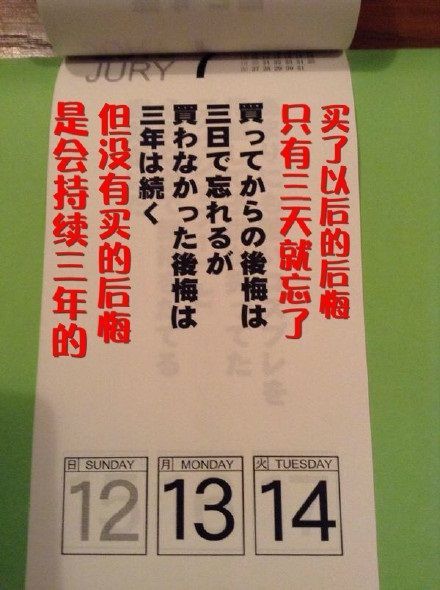 JURY 7
买了以后的后悔
只有三天就忘了
買ってからの後悔は
三日で忘れるが
買わなかった後悔は
三年は続く
但没有买的后悔
是会持续三年的
日 SUNDAY
12
月 MONDAY
13
火 TUESDAY
14